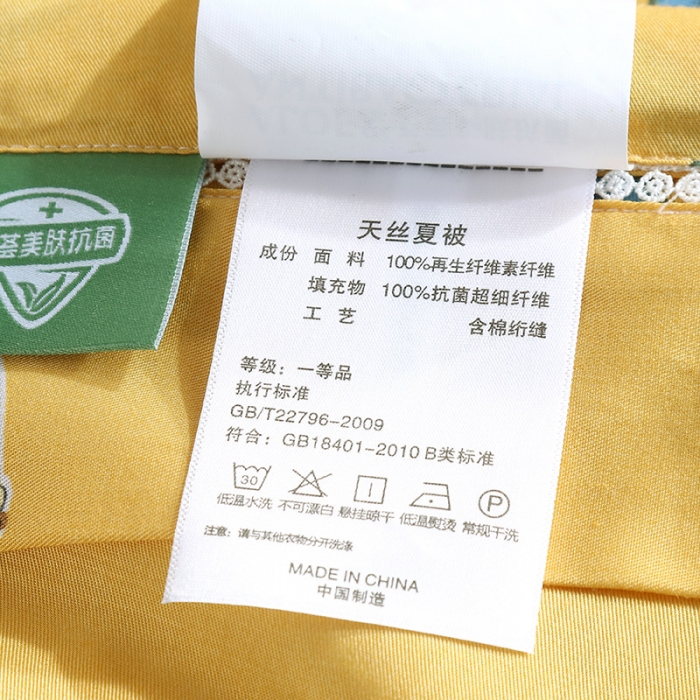 荟美肤抗菌
天丝夏被
成份 面 料 100%再生纤维素纤维
填充物 100%抗菌超细纤维
工 艺 含棉绗缝
等级：一等品
执行标准
GB/T22796-2009
符合：GB18401-2010 B类标准
30 P
低温水洗 不可漂白 悬挂晾干 低温熨烫 常规干洗
注意：请与其他衣物分开洗涤
MADE IN CHINA
中国制造